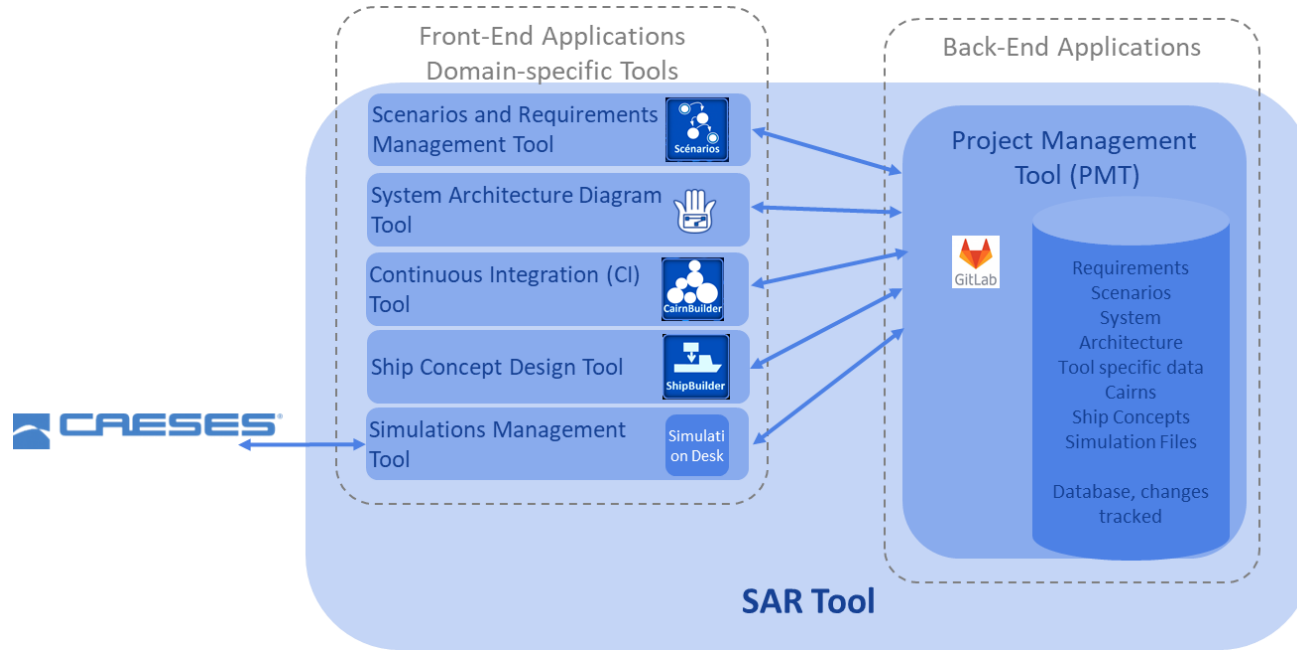 Front-End Applications
Domain-specific Tools
Back-End Applications
Scenarios and Requirements
Management Tool
Scénarios
System Architecture Diagram
Tool
Continuous Integration (CI)
Tool
CairnBuilder
Ship Concept Design Tool
ShipBuilder
Simulations Management
Tool
Simulati
on Desk
CAESES®
Project Management
Tool (PMT)
GitLab
Requirements
Scenarios
System
Architecture
Tool specific data
Cairns
Ship Concepts
Simulation Files
Database, changes
tracked
SAR Tool